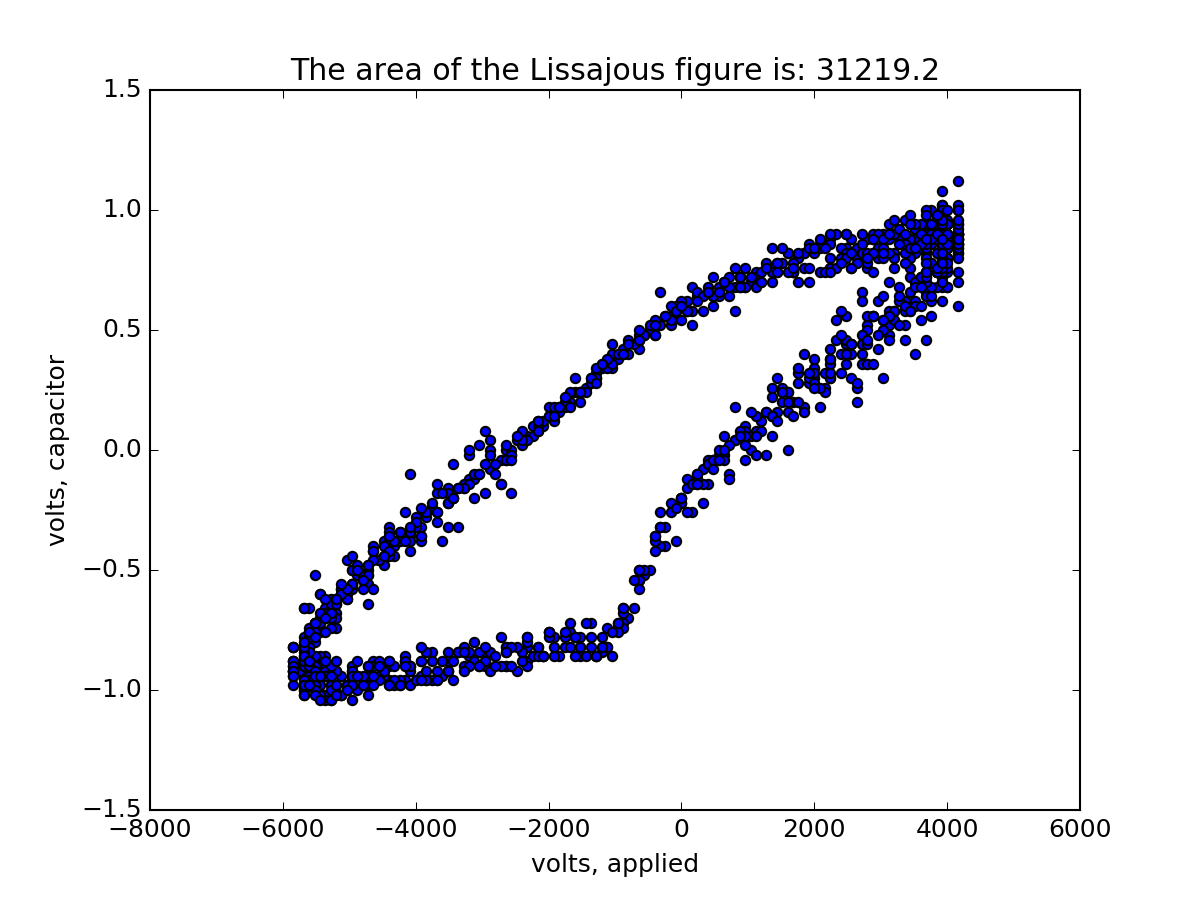 The area of the Lissajous figure is: 31219.2
1.5
1.0
0.5
0.0
−0.5
−1.0
−1.5
volts, capacitor
−8000 −6000 −4000 −2000 0 2000 4000 6000
volts, applied